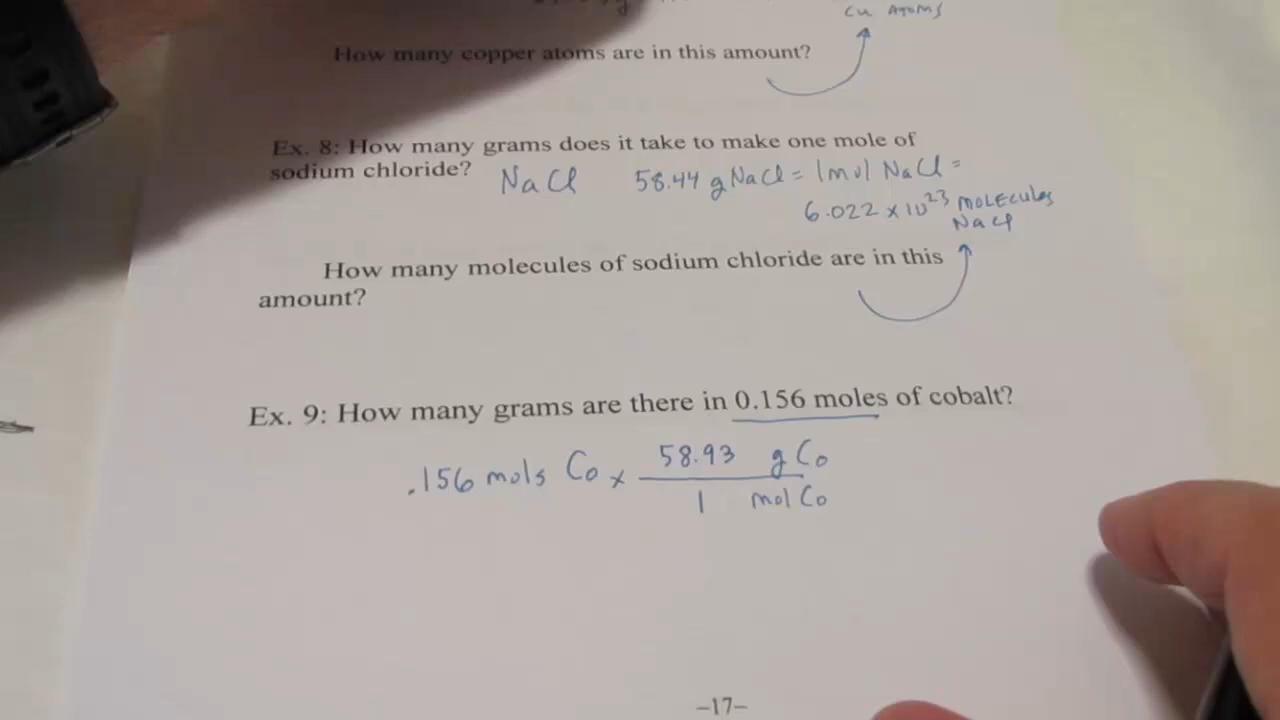 Cu Atoms
How many copper atoms are in this amount?
Ex. 8: How many grams does it take to make one mole of
sodium chloride? NaCl 58.44 g NaCl = 1 mol NaCl =
6.022 × 10²³ molecules
NaCl
How many molecules of sodium chloride are in this
amount?
Ex. 9: How many grams are there in 0.156 moles of cobalt?
.156 mols Co × 58.93 g Co
1 mol Co
-17-